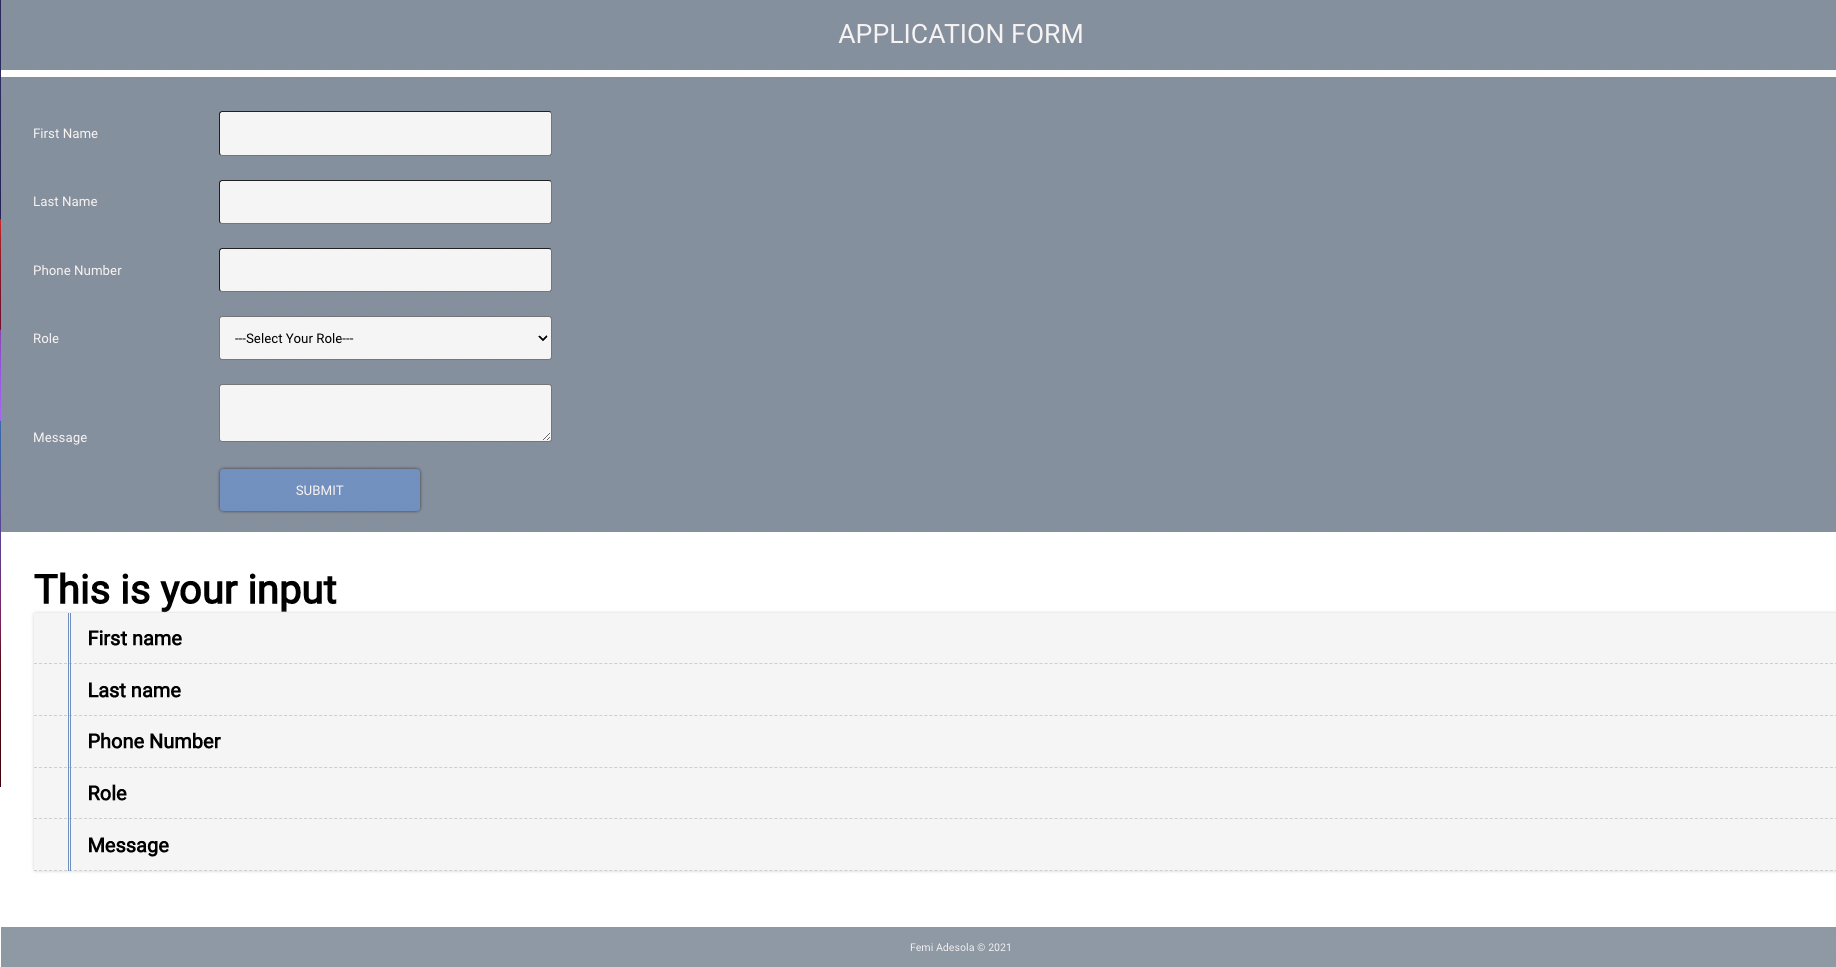 APPLICATION FORM
First Name
Last Name
Phone Number
Role
---Select Your Role---
Message
SUBMIT
This is your input
First name
Last name
Phone Number
Role
Message
Femi Adesola © 2021